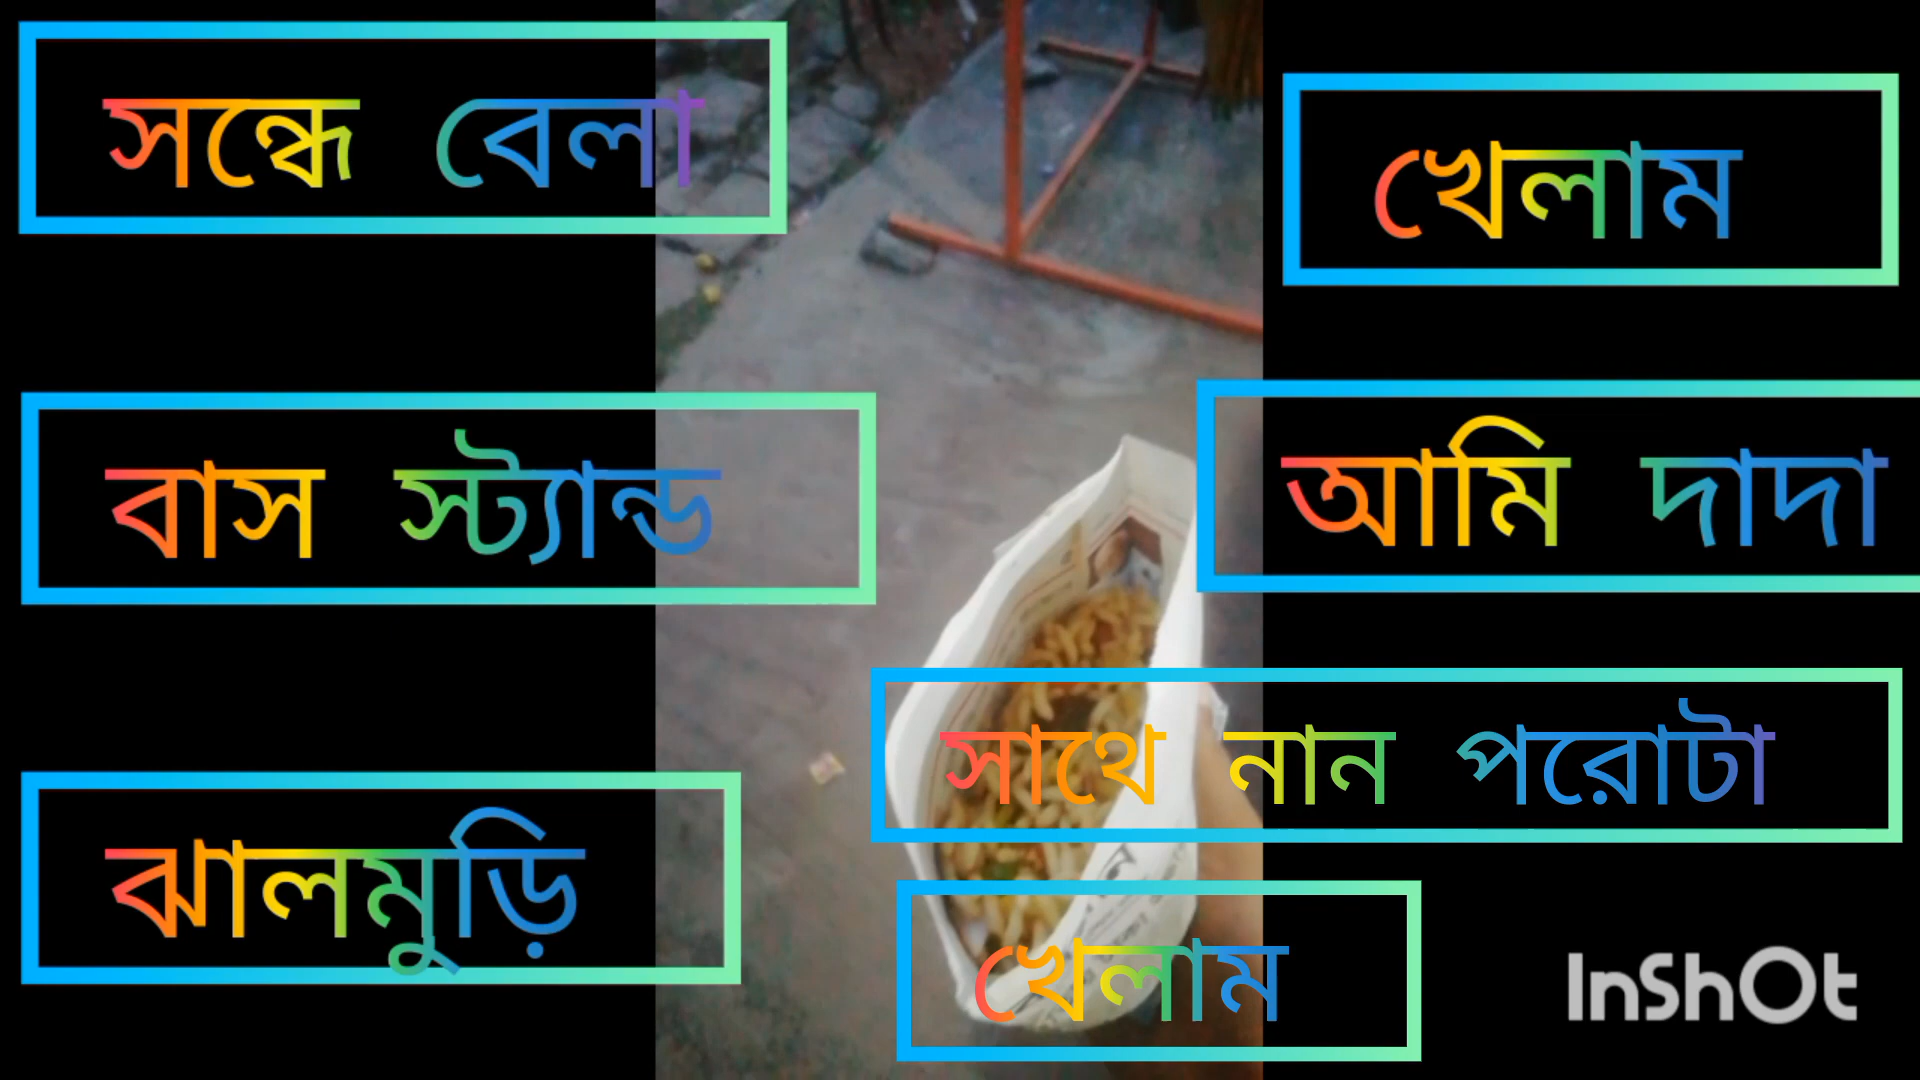 সন্ধে বেলা
বাস স্ট্যান্ড
ঝালমুড়ি
খেলাম
আমি দাদা
সাথে নান পরোটা
খেলাম
InShOt